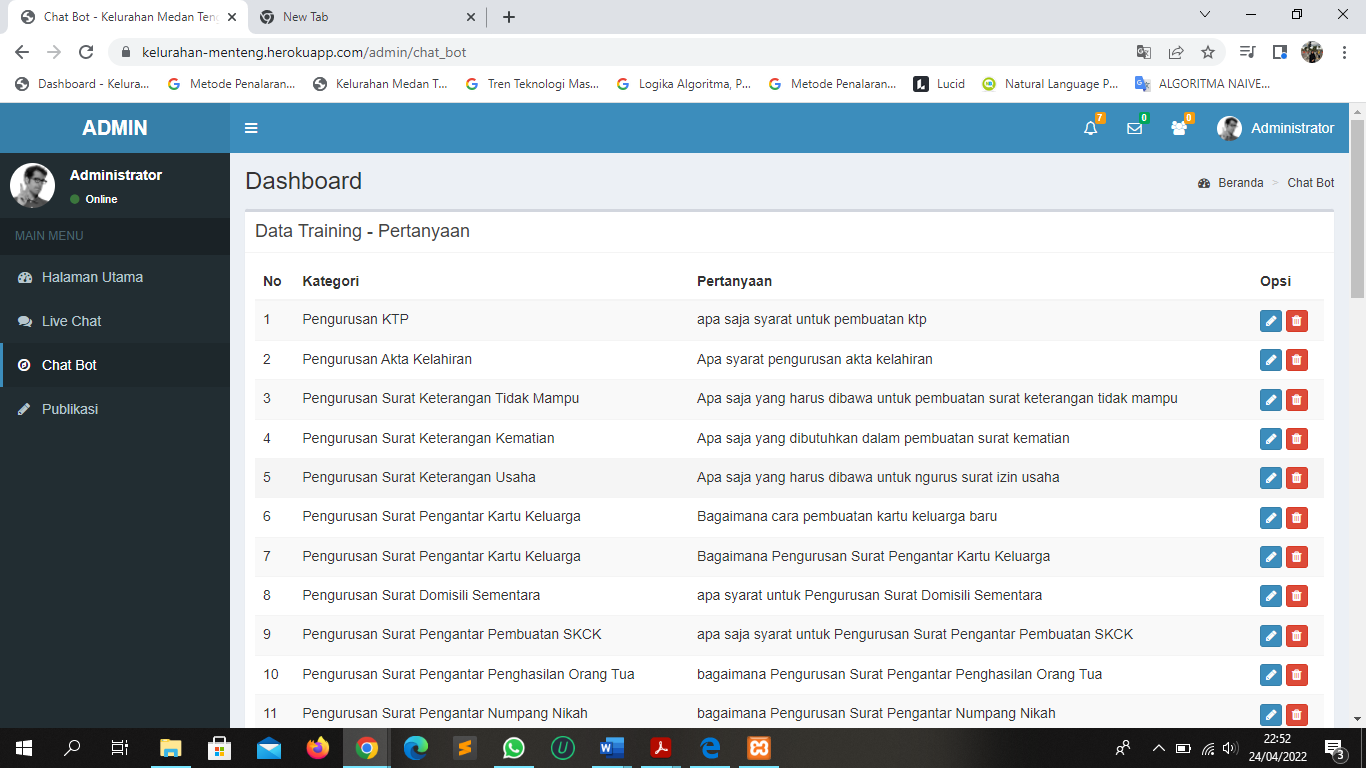 Chat Bot - Kelurahan Medan Teng
New Tab
kelurahan-menteng.herokuapp.com/admin/chat_bot
Dashboard - Kelura... Metode Penalaran... Kelurahan Medan T... Tren Teknologi Mas... Logika Algoritma, P... Metode Penalaran... Lucid Natural Language P... ALGORITMA NAIVE...
ADMIN
7 0 0 Administrator
Administrator
Online
MAIN MENU
Halaman Utama
Live Chat
Chat Bot
Publikasi
Dashboard
Beranda > Chat Bot
Data Training - Pertanyaan
No Kategori Pertanyaan Opsi
1 Pengurusan KTP apa saja syarat untuk pembuatan ktp
2 Pengurusan Akta Kelahiran Apa syarat pengurusan akta kelahiran
3 Pengurusan Surat Keterangan Tidak Mampu Apa saja yang harus dibawa untuk pembuatan surat keterangan tidak mampu
4 Pengurusan Surat Keterangan Kematian Apa saja yang dibutuhkan dalam pembuatan surat kematian
5 Pengurusan Surat Keterangan Usaha Apa saja yang harus dibawa untuk ngurus surat izin usaha
6 Pengurusan Surat Pengantar Kartu Keluarga Bagaimana cara pembuatan kartu keluarga baru
7 Pengurusan Surat Pengantar Kartu Keluarga Bagaimana Pengurusan Surat Pengantar Kartu Keluarga
8 Pengurusan Surat Domisili Sementara apa syarat untuk Pengurusan Surat Domisili Sementara
9 Pengurusan Surat Pengantar Pembuatan SKCK apa saja syarat untuk Pengurusan Surat Pengantar Pembuatan SKCK
10 Pengurusan Surat Pengantar Penghasilan Orang Tua bagaimana Pengurusan Surat Pengantar Penghasilan Orang Tua
11 Pengurusan Surat Pengantar Numpang Nikah bagaimana Pengurusan Surat Pengantar Numpang Nikah
22:52
24/04/2022
3